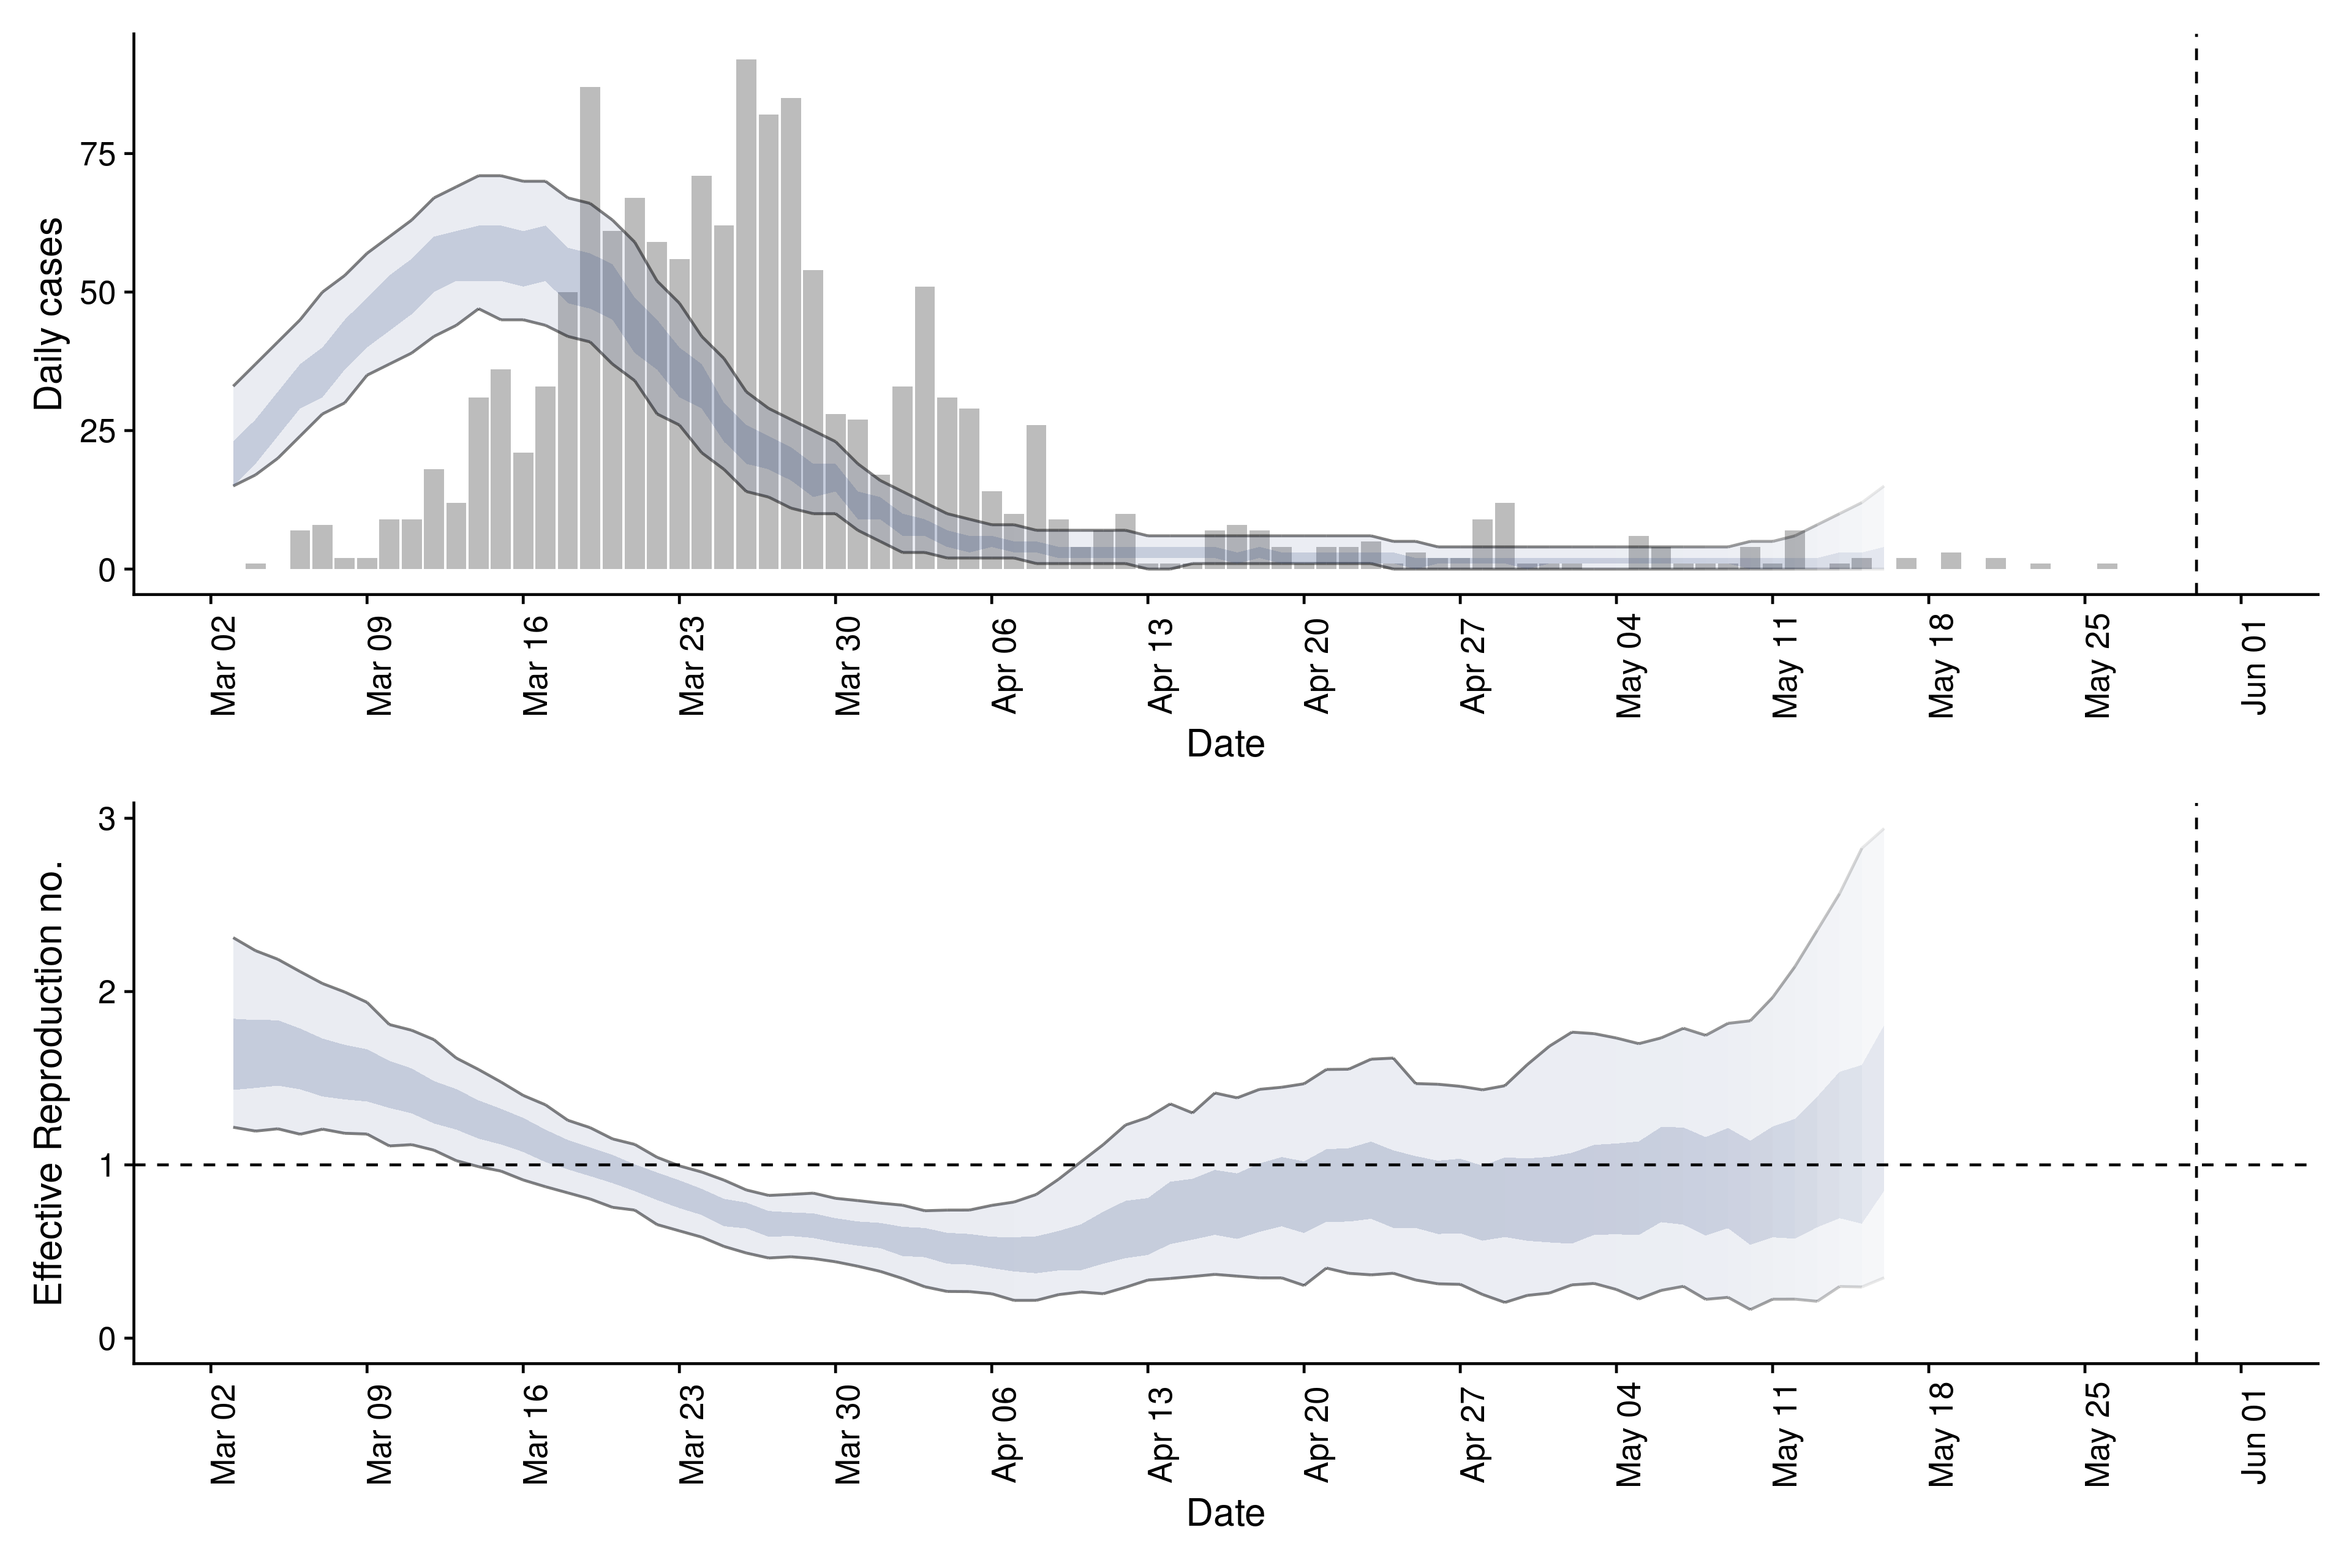 Daily cases
75
50
25
0
Mar 02
Mar 09
Mar 16
Mar 23
Mar 30
Apr 06
Apr 13
Apr 20
Apr 27
May 04
May 11
May 18
May 25
Jun 01
Date
Effective Reproduction no.
3
2
1
0
Mar 02
Mar 09
Mar 16
Mar 23
Mar 30
Apr 06
Apr 13
Apr 20
Apr 27
May 04
May 11
May 18
May 25
Jun 01
Date